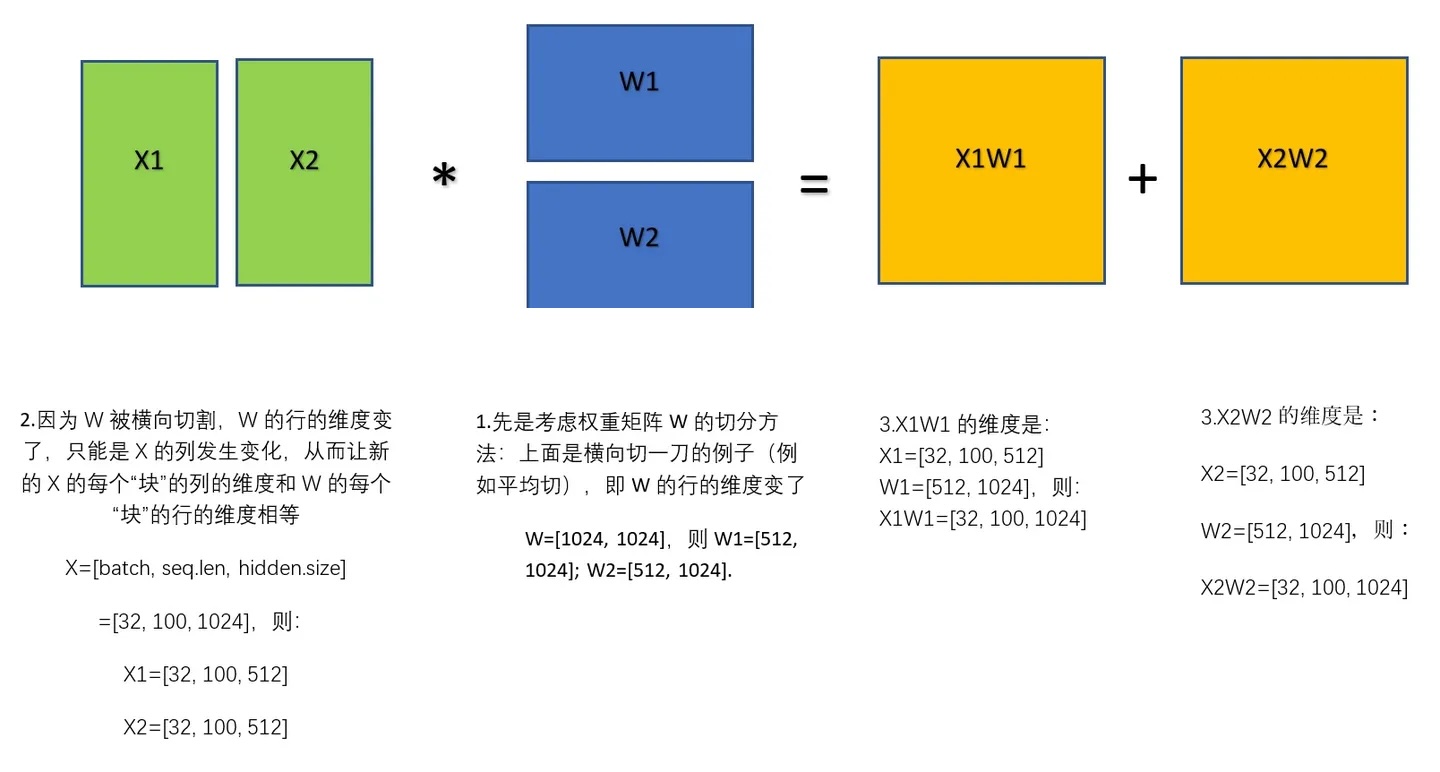 X1
X2
*
W1
W2
=
X1W1
+
X2W2
2.因为 W 被横向切割，W 的行的维度变
了，只能是 X 的列发生变化，从而让新
的 X 的每个“块”的列的维度和 W 的每个
“块”的行的维度相等
X=[batch, seq.len, hidden.size]
=[32, 100, 1024]，则：
X1=[32, 100, 512]
X2=[32, 100, 512]
1.先是考虑权重矩阵 W 的切分方
法：上面是横向切一刀的例子（例
如平均切），即 W 的行的维度变了
W=[1024, 1024]，则 W1=[512,
1024]; W2=[512, 1024].
3.X1W1 的维度是：
X1=[32, 100, 512]
W1=[512, 1024]，则：
X1W1=[32, 100, 1024]
3.X2W2 的维度是：
X2=[32, 100, 512]
W2=[512, 1024]，则：
X2W2=[32, 100, 1024]